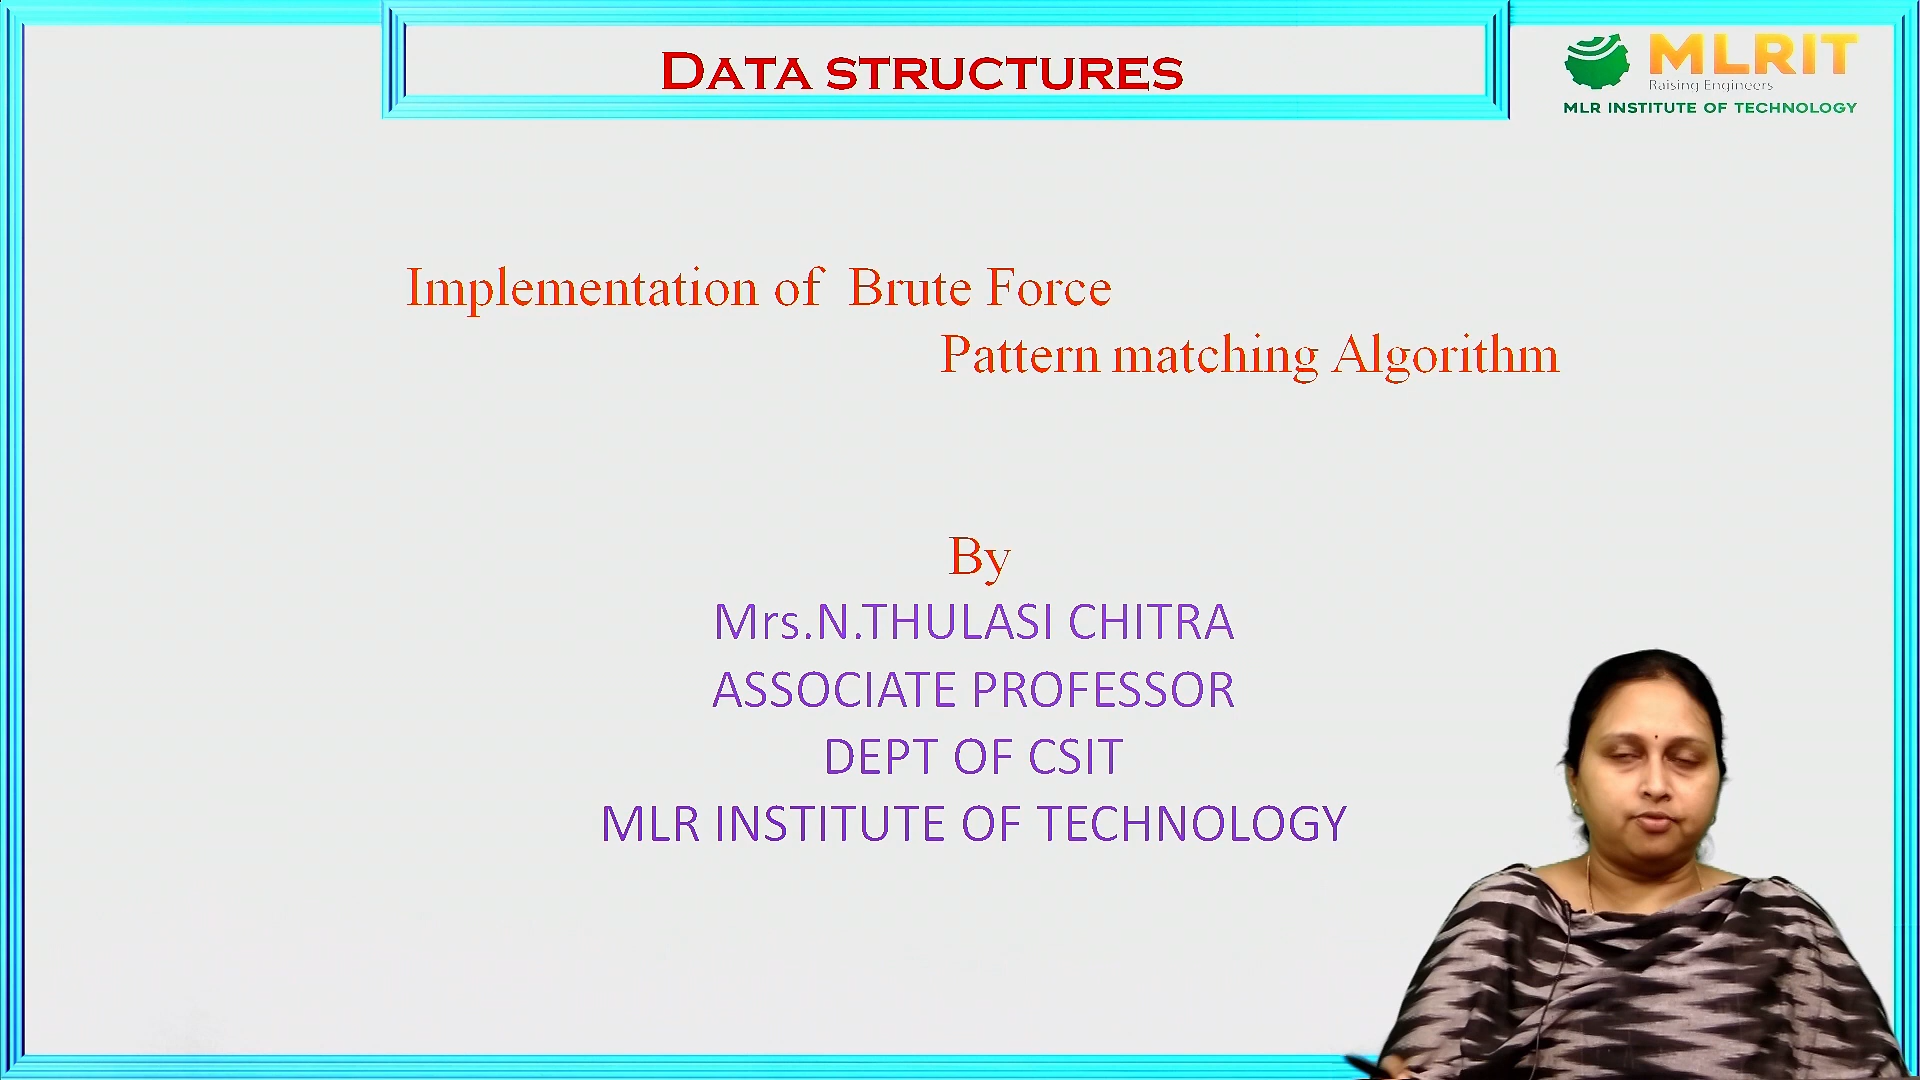 DATA STRUCTURES
MLRIT
Raising Engineers
MLR INSTITUTE OF TECHNOLOGY
Implementation of Brute Force
Pattern matching Algorithm
By
Mrs.N.THULASI CHITRA
ASSOCIATE PROFESSOR
DEPT OF CSIT
MLR INSTITUTE OF TECHNOLOGY